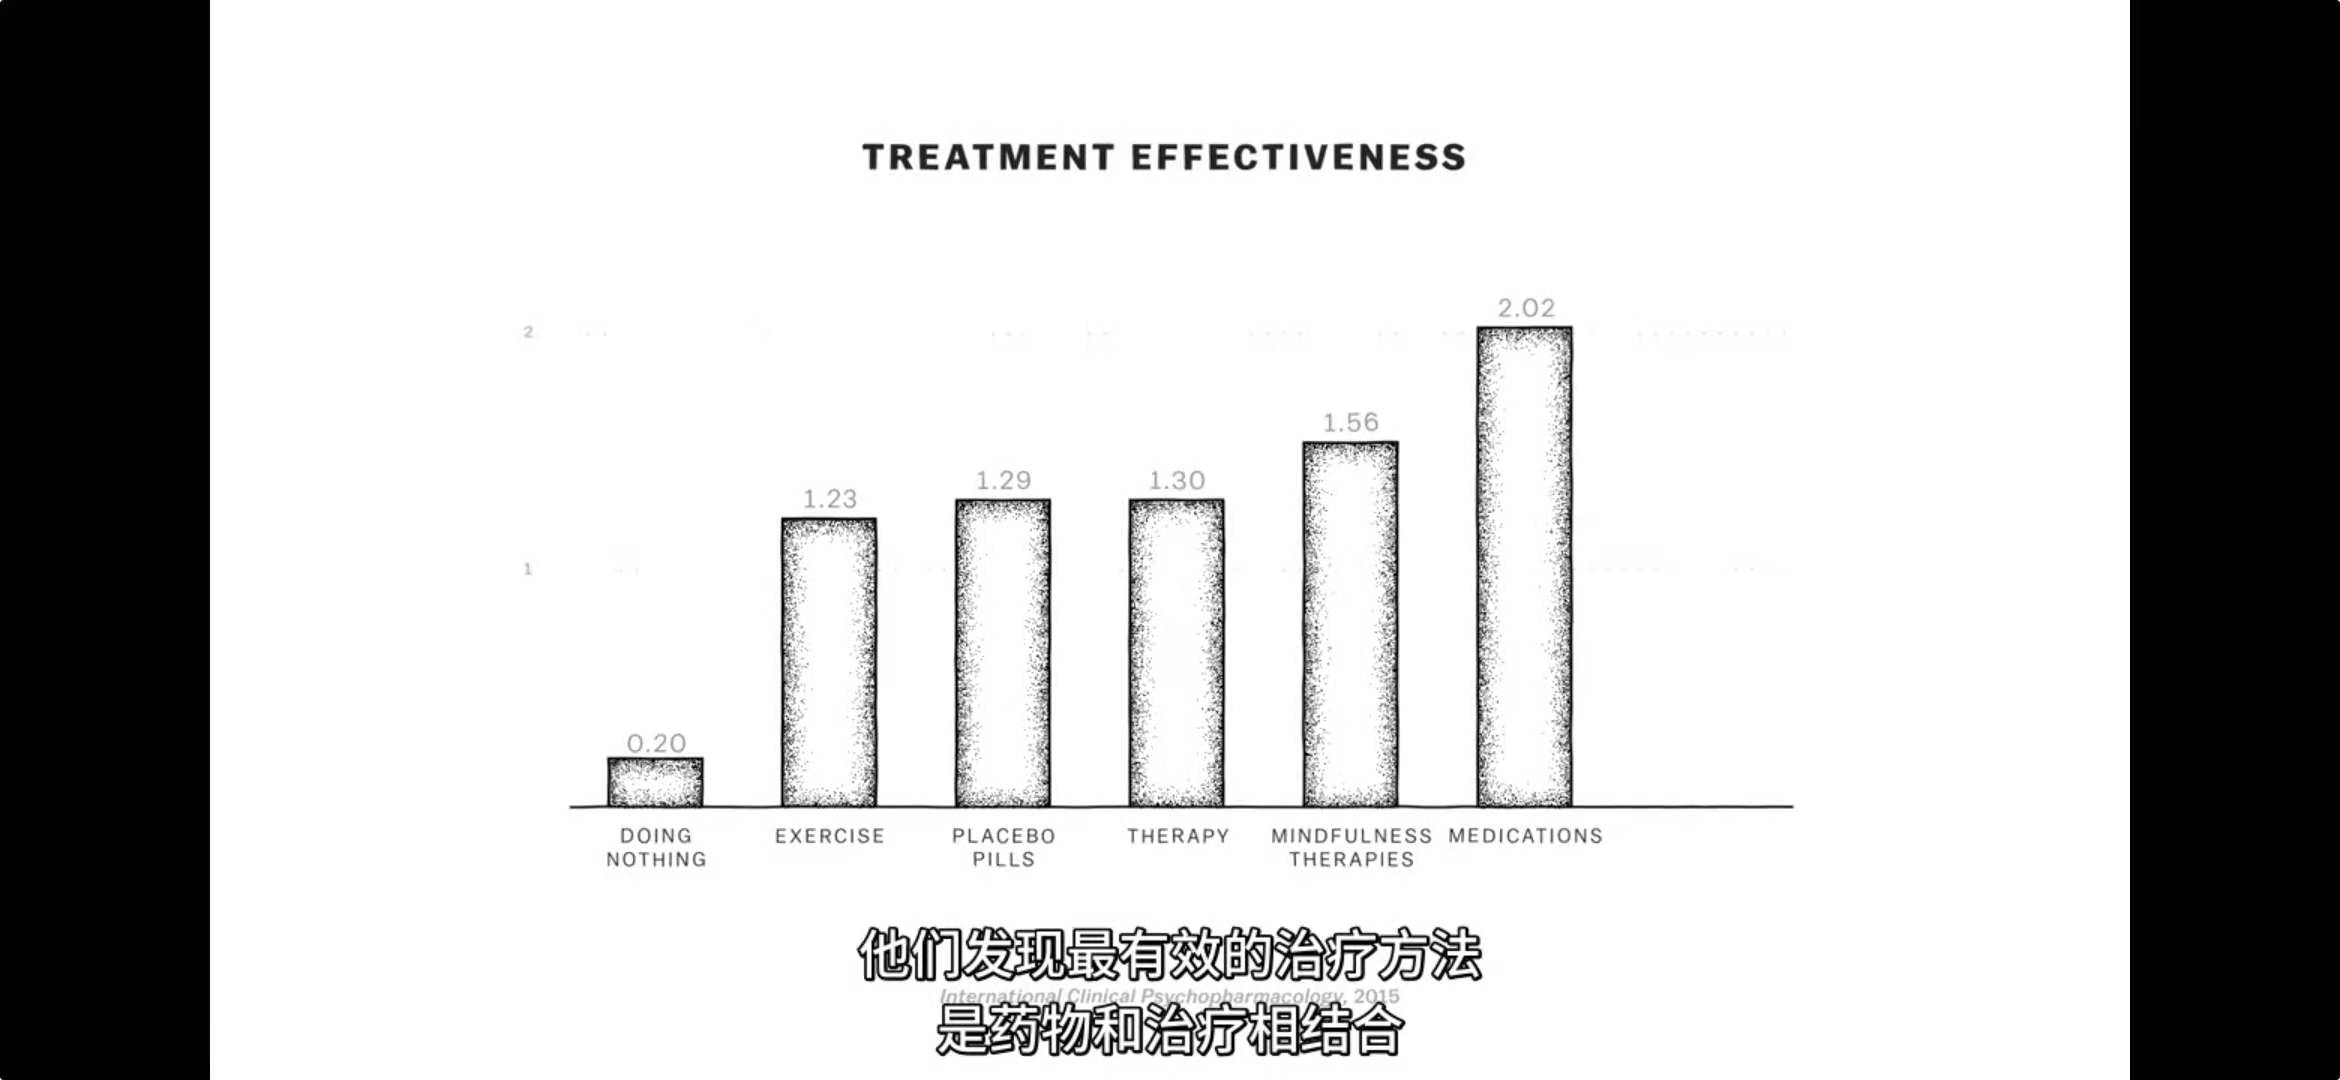 TREATMENT EFFECTIVENESS
2
1
0.20
1.23
1.29
1.30
1.56
2.02
DOING
NOTHING
EXERCISE
PLACEBO
PILLS
THERAPY
MINDFULNESS
THERAPIES
MEDICATIONS
他们发现最有效的治疗方法
International Clinical Psychopharmacology, 2015
是药物和治疗相结合